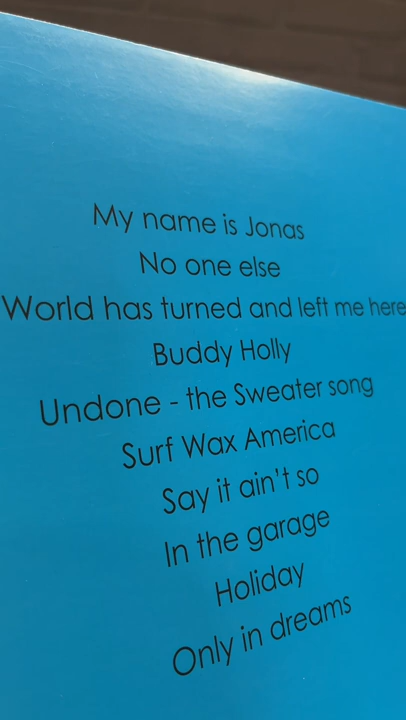 My name is Jonas
No one else
World has turned and left me here
Buddy Holly
Undone - the Sweater song
Surf Wax America
Say it ain't so
In the garage
Holiday
Only in dreams